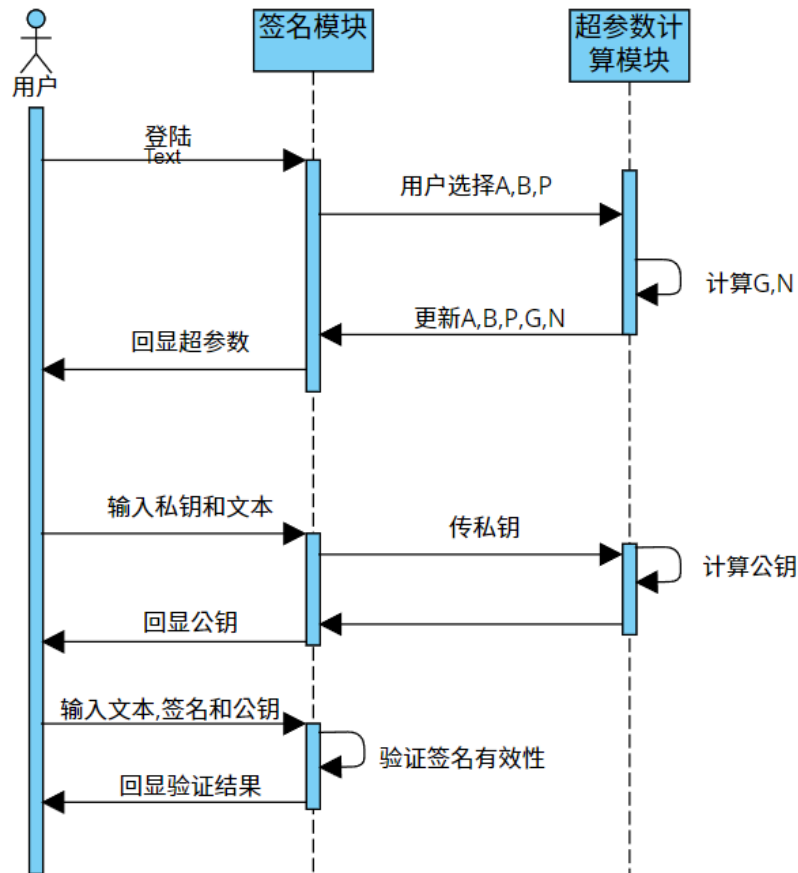 签名模块
超参数计
算模块
用户
登陆
Text
用户选择A,B,P
计算G,N
更新A,B,P,G,N
回显超参数
输入私钥和文本
传私钥
计算公钥
回显公钥
输入文本,签名和公钥
验证签名有效性
回显验证结果